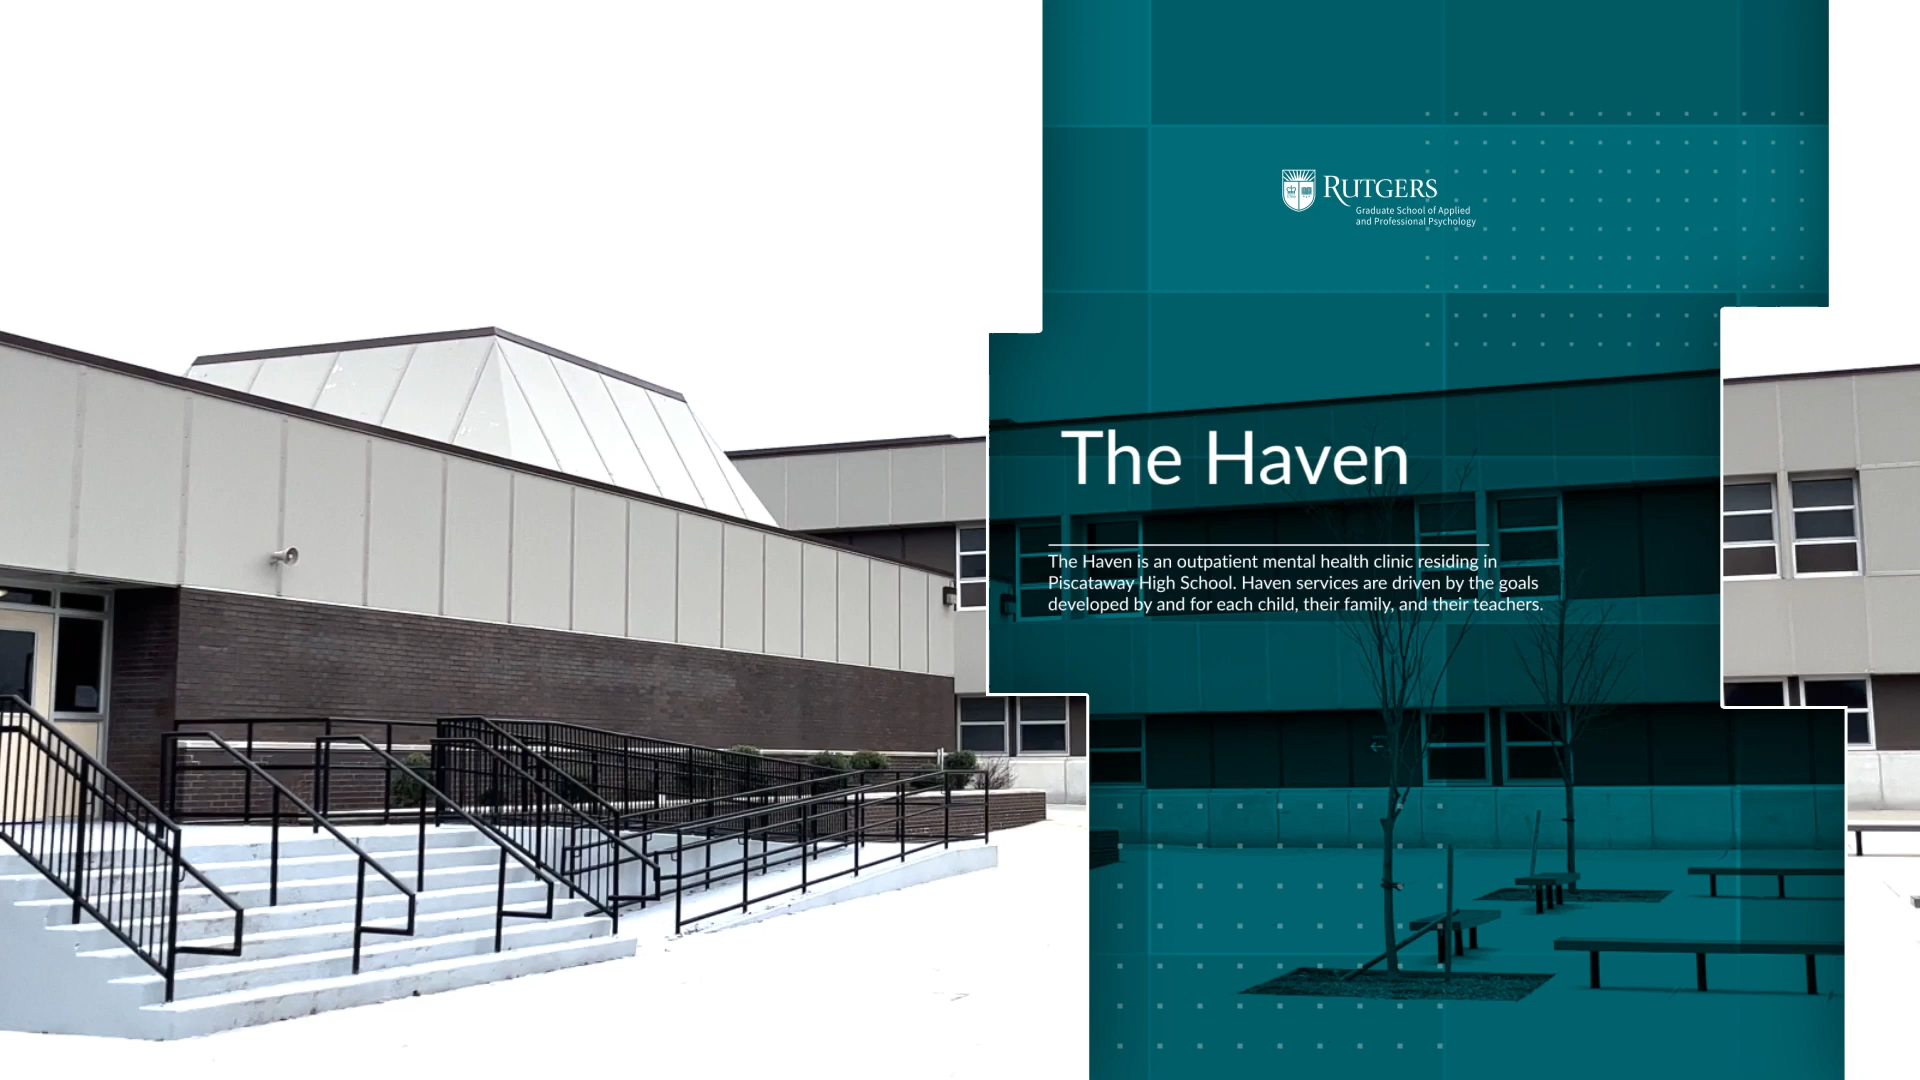 RUTGERS
Graduate School of Applied
and Professional Psychology
The Haven
The Haven is an outpatient mental health clinic residing in
Piscataway High School. Haven services are driven by the goals
developed by and for each child, their family, and their teachers.